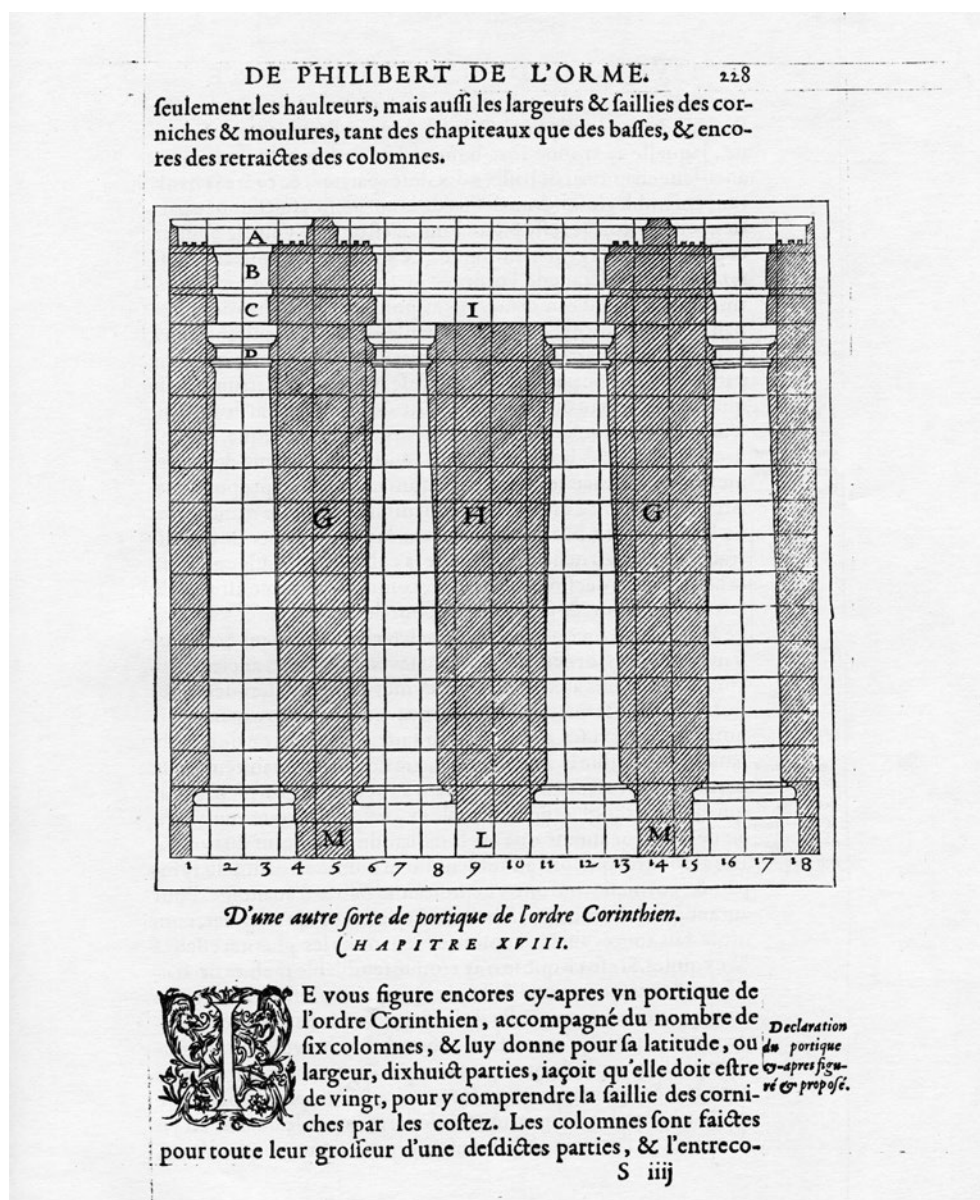 DE PHILIBERT DE L'ORME. 228
ſeulement les haulteurs, mais auſſi les largeurs & ſaillies des cor-
niches & moulures, tant des chapiteaux que des baſſes, & enco-
res des retraictes des colomnes.
A
B
C
I
D
G H G
M L M
1 2 3 4 5 6 7 8 9 10 11 12 13 14 15 16 17 18
D'une autre ſorte de portique de l'ordre Corinthien.
CHAPITRE XVIII.
IE vous figure encores cy-apres vn portique de
l'ordre Corinthien, accompagné du nombre de
ſix colomnes, & luy donne pour ſa latitude, ou
largeur, dixhuict parties, iaçoit qu'elle doit eſtre
de vingt, pour y comprendre la ſaillie des corni-
ches par les coſtez. Les colomnes ſont faictes
pour toute leur groſſeur d'une deſdictes parties, & l'entreco-
Declaration
du portique
cy-apres figu-
ré & propoſé.
S iiij